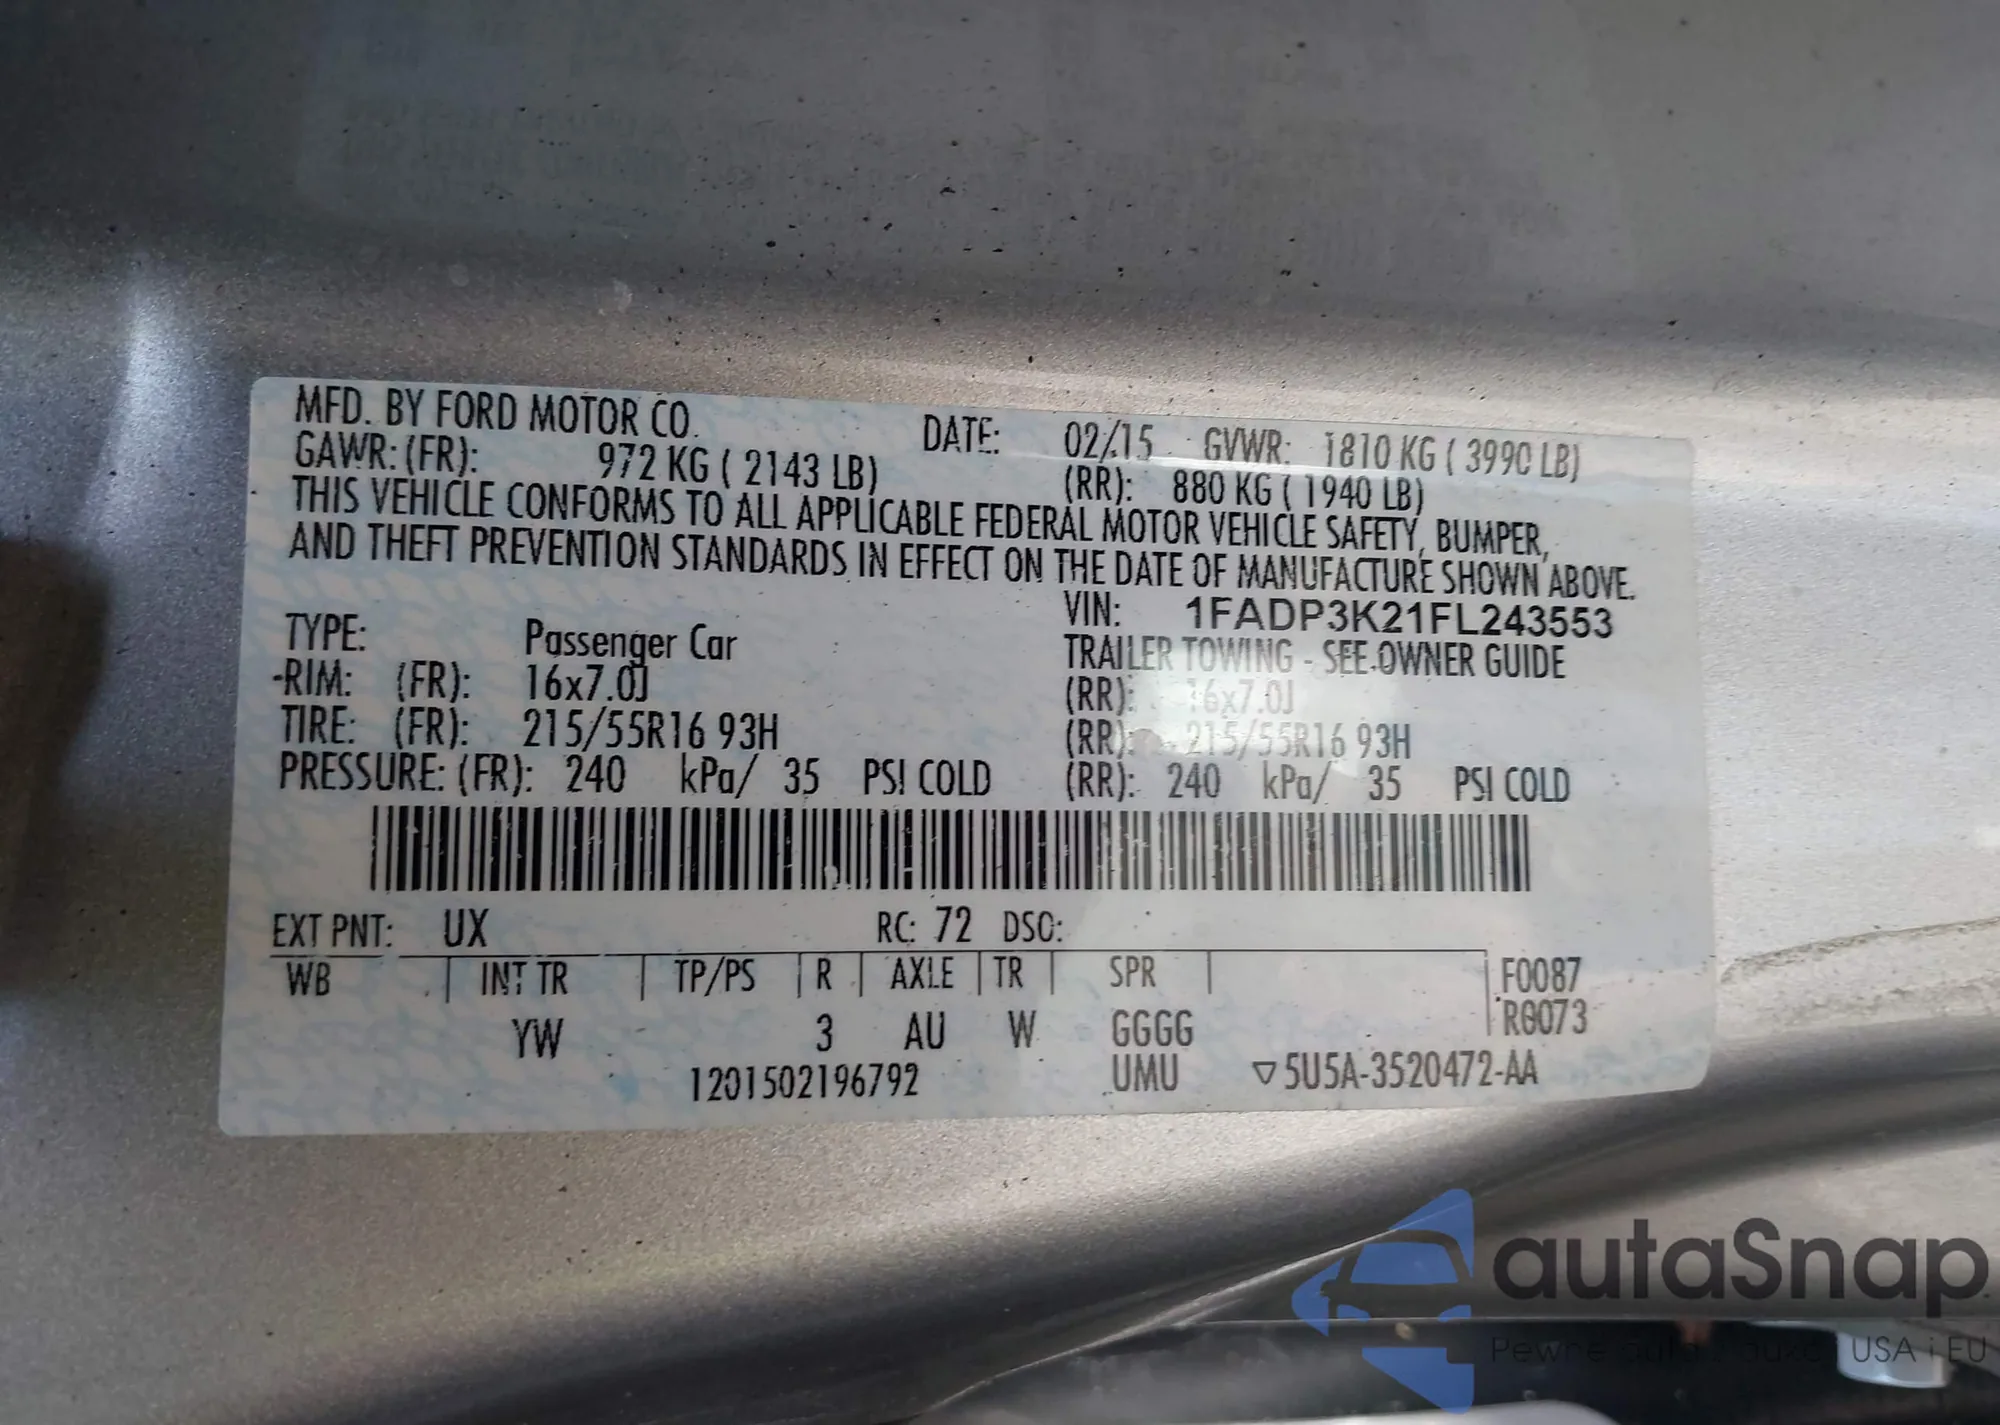 MFD. BY FORD MOTOR CO. DATE: 02/15 GVWR: 1810 KG ( 3990 LB)
GAWR: (FR): 972 KG ( 2143 LB) (RR): 880 KG ( 1940 LB)
THIS VEHICLE CONFORMS TO ALL APPLICABLE FEDERAL MOTOR VEHICLE SAFETY, BUMPER,
AND THEFT PREVENTION STANDARDS IN EFFECT ON THE DATE OF MANUFACTURE SHOWN ABOVE.
VIN: 1FADP3K21FL243553
TYPE: Passenger Car TRAILER TOWING - SEE OWNER GUIDE
-RIM: (FR): 16x7.0J (RR): 16x7.0J
TIRE: (FR): 215/55R16 93H (RR): 215/55R16 93H
PRESSURE: (FR): 240 kPa/ 35 PSI COLD (RR): 240 kPa/ 35 PSI COLD
EXT PNT: UX RC: 72 DSO:
WB INT TR TP/PS R AXLE TR SPR F0087
R0073
YW 3 AU W GGGG
1201502196792 UMU ▽5U5A-3520472-AA
autaSnap
Pewne auta z aukcji USA i EU